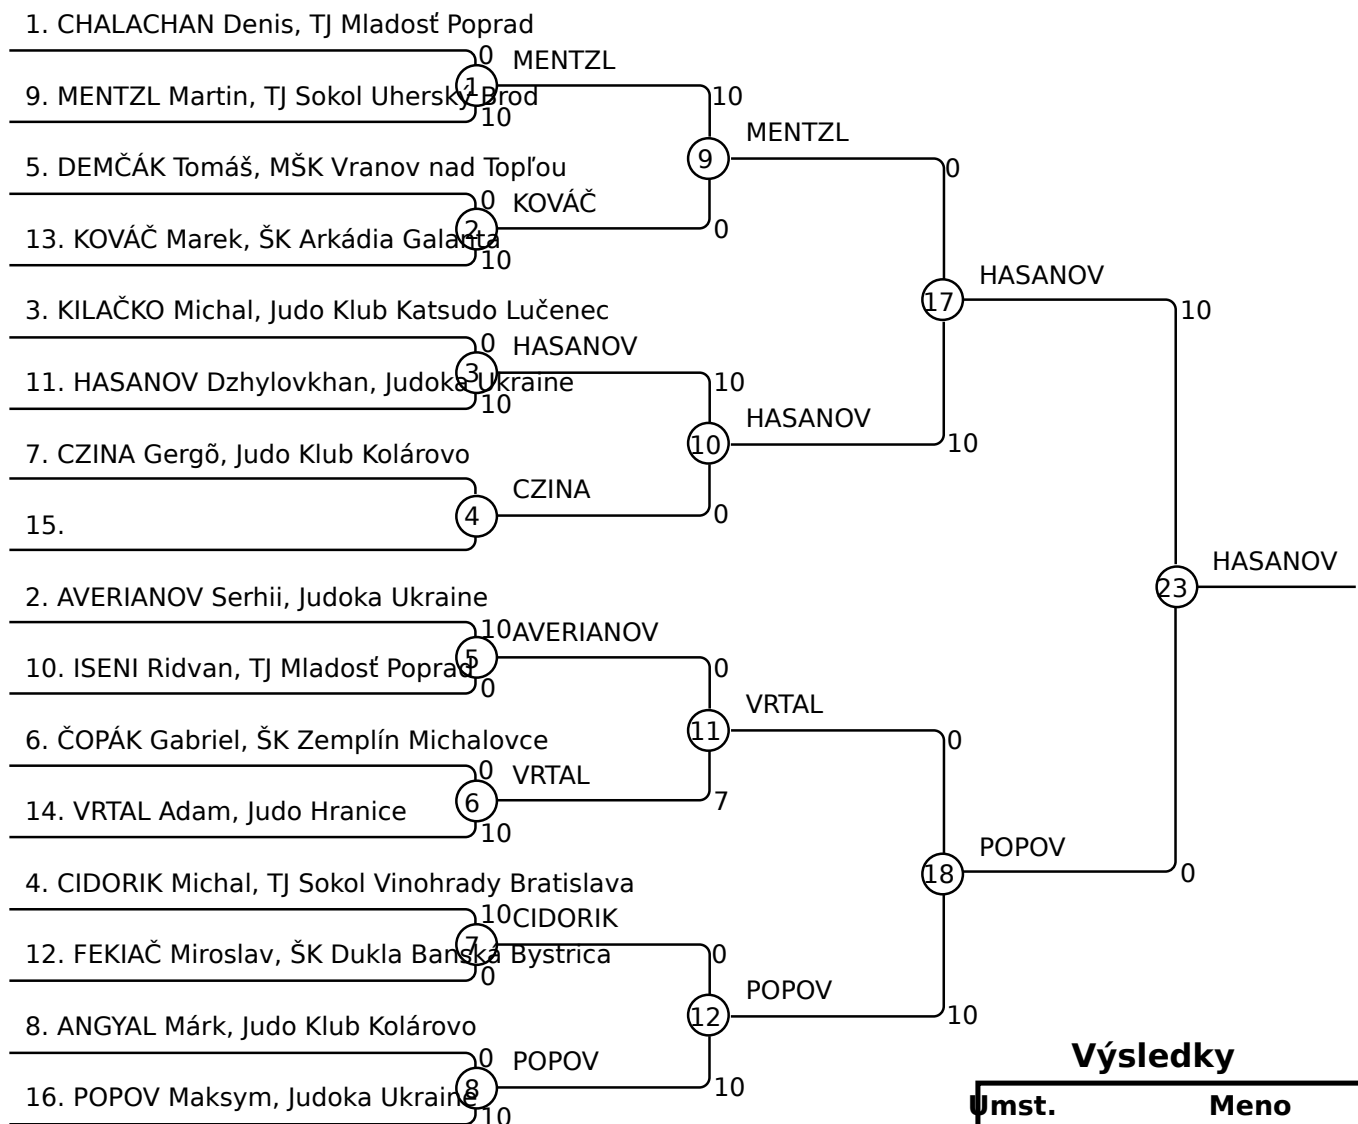 1. CHALACHAN Denis, TJ Mladosť Poprad
0
MENTZL
1
9. MENTZL Martin, TJ Sokol Uherský Brod
10
10
MENTZL
9
5. DEMČÁK Tomáš, MŠK Vranov nad Topľou
0
0
KOVÁČ
2
0
13. KOVÁČ Marek, ŠK Arkádia Galanta
10
HASANOV
17
10
3. KILAČKO Michal, Judo Klub Katsudo Lučenec
0
HASANOV
3
11. HASANOV Dzhylovkhan, Judoka Ukraine
10
10
HASANOV
10
10
7. CZINA Gergõ, Judo Klub Kolárovo
CZINA
4
0
15.
HASANOV
23
2. AVERIANOV Serhii, Judoka Ukraine
10
AVERIANOV
5
10. ISENI Ridvan, TJ Mladosť Poprad
0
0
VRTAL
11
6. ČOPÁK Gabriel, ŠK Zemplín Michalovce
0
0
VRTAL
6
7
14. VRTAL Adam, Judo Hranice
10
POPOV
18
0
4. CIDORIK Michal, TJ Sokol Vinohrady Bratislava
10
CIDORIK
7
12. FEKIAČ Miroslav, ŠK Dukla Banská Bystrica
0
0
POPOV
12
10
8. ANGYAL Márk, Judo Klub Kolárovo
0
POPOV
8
10
16. POPOV Maksym, Judoka Ukraine
10
Výsledky
Umst. Meno